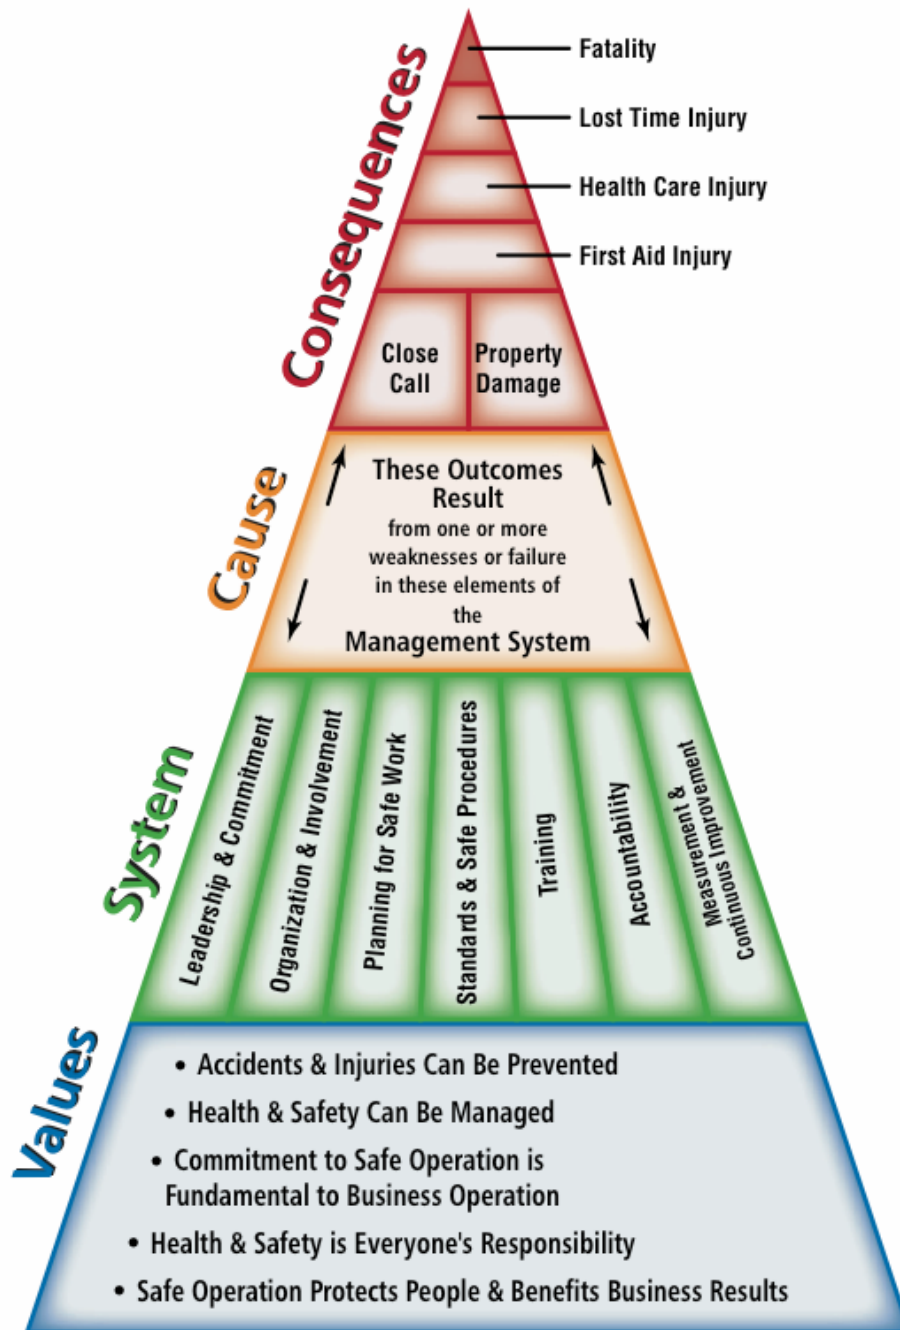 Consequences
Fatality
Lost Time Injury
Health Care Injury
First Aid Injury
Close
Call
Property
Damage
Cause
These Outcomes
Result
from one or more
weaknesses or failure
in these elements of
the
Management System
System
Leadership & Commitment
Organization & Involvement
Planning for Safe Work
Standards & Safe Procedures
Training
Accountability
Measurement &
Continuous Improvement
Values
• Accidents & Injuries Can Be Prevented
• Health & Safety Can Be Managed
• Commitment to Safe Operation is
Fundamental to Business Operation
• Health & Safety is Everyone's Responsibility
• Safe Operation Protects People & Benefits Business Results